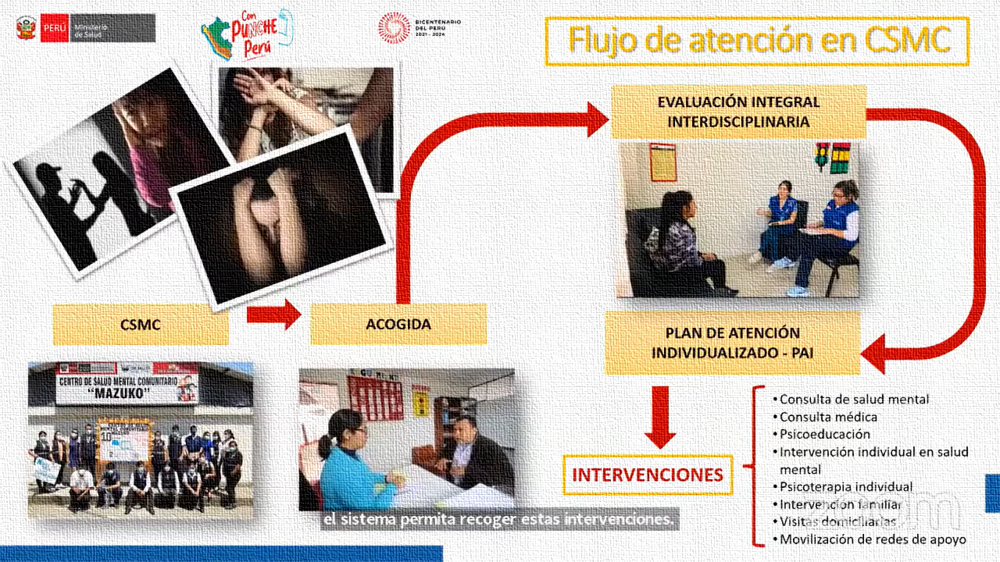 PERÚ
Ministerio
de Salud
Con
PUNCHE
Perú
BICENTENARIO
DEL PERÚ
2021 - 2024
Flujo de atención en CSMC
EVALUACIÓN INTEGRAL
INTERDISCIPLINARIA
CSMC
ACOGIDA
PLAN DE ATENCIÓN
INDIVIDUALIZADO - PAI
CENTRO DE SALUD MENTAL COMUNITARIO
"MAZUKO"
MENTAL COMUNITARIO
MAZUKO
INTERVENCIONES
• Consulta de salud mental
• Consulta médica
• Psicoeducación
• Intervención individual en salud
mental
• Psicoterapia individual
• Intervención familiar
• Visitas domiciliarias
• Movilización de redes de apoyo
el sistema permita recoger estas intervenciones.